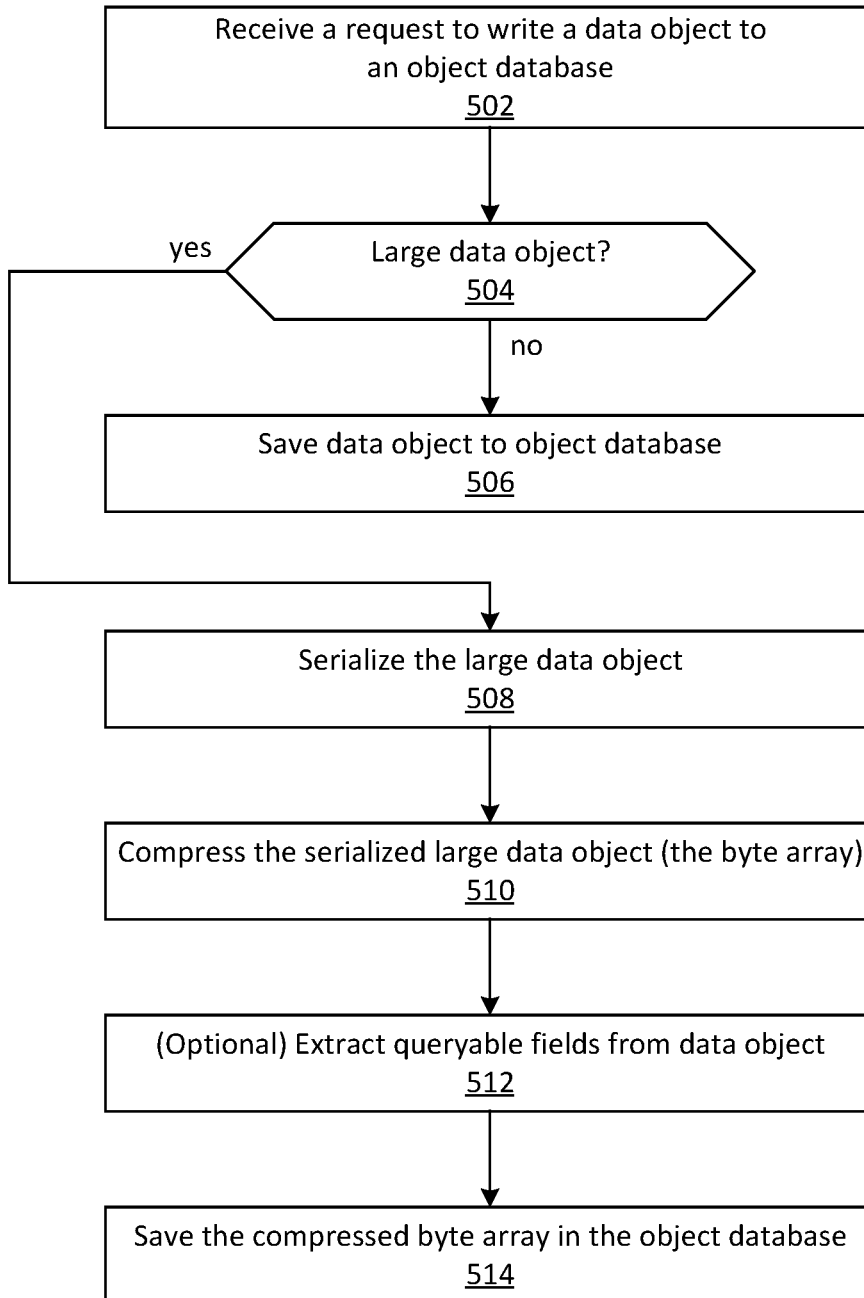 Receive a request to write a data object to
an object database
502
yes
Large data object?
504
no
Save data object to object database
506
Serialize the large data object
508
Compress the serialized large data object (the byte array)
510
(Optional) Extract queryable fields from data object
512
Save the compressed byte array in the object database
514